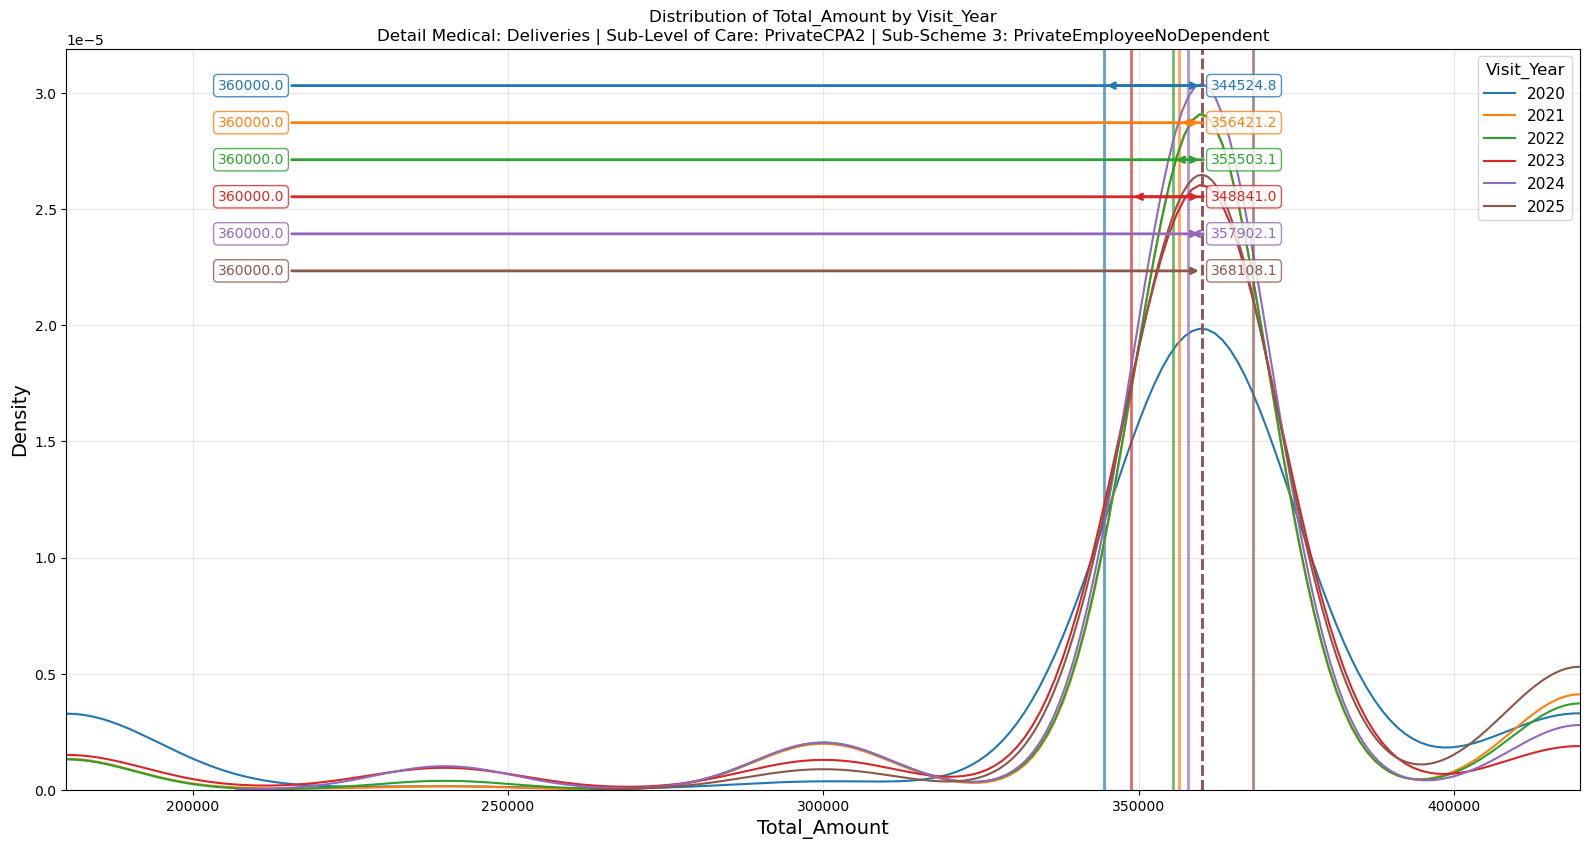 Distribution of Total_Amount by Visit_Year
Detail Medical: Deliveries | Sub-Level of Care: PrivateCPA2 | Sub-Scheme 3: PrivateEmployeeNoDependent
1e−5
Visit_Year
2020
2021
2022
2023
2024
2025
360000.0 344524.8
360000.0 356421.2
360000.0 355503.1
360000.0 348841.0
360000.0 357902.1
360000.0 368108.1
3.0
2.5
2.0
1.5
1.0
0.5
0.0
Density
200000 250000 300000 350000 400000
Total_Amount